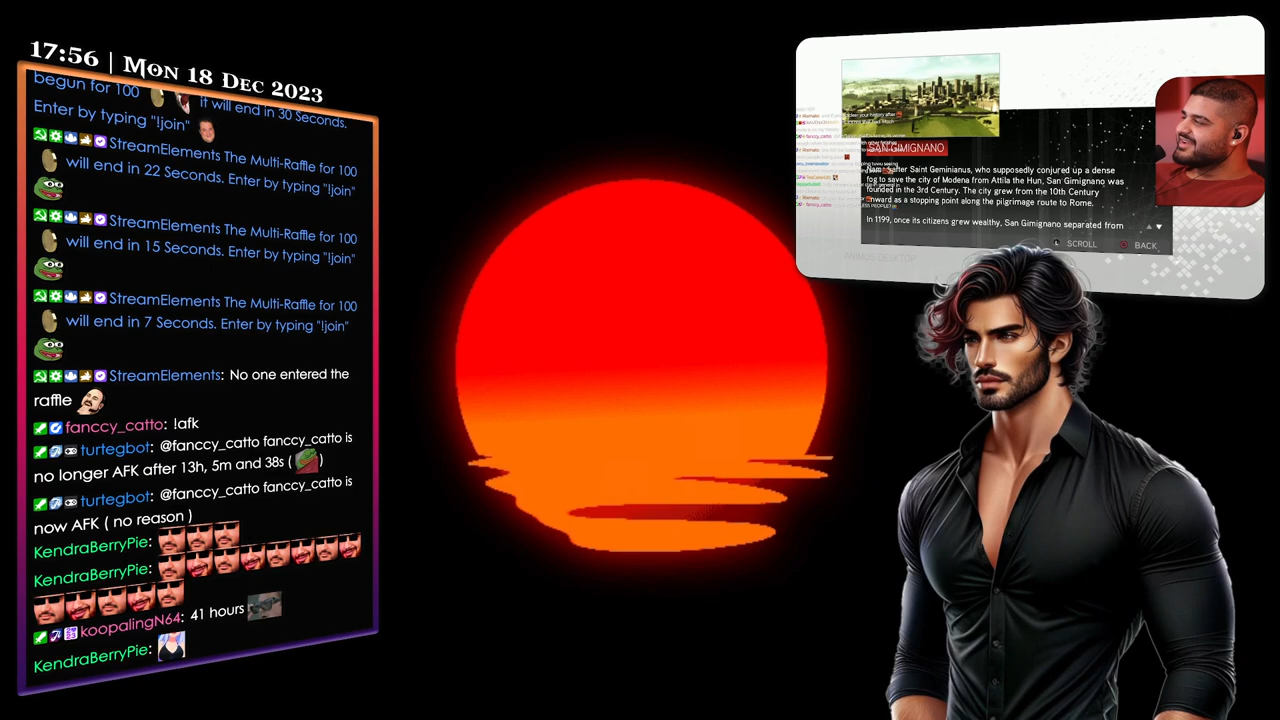 17:56 | Mon 18 Dec 2023
begun for 100 it will end in 30 Seconds.
Enter by typing "!join"
StreamElements The Multi-Raffle for 100
will end in 22 Seconds. Enter by typing "!join"
StreamElements The Multi-Raffle for 100
will end in 15 Seconds. Enter by typing "!join"
StreamElements The Multi-Raffle for 100
will end in 7 Seconds. Enter by typing "!join"
StreamElements: No one entered the
raffle
fanccy_catto: !afk
turtegbot: @fanccy_catto fanccy_catto is
no longer AFK after 13h, 5m and 38s ( )
turtegbot: @fanccy_catto fanccy_catto is
now AFK ( no reason )
KendraBerryPie:
KendraBerryPie:
koopalingN64: 41 hours
KendraBerryPie:
SAN GIMIGNANO
after Saint Geminianus, who supposedly conjured up a dense
fog to save the city of Modena from Attila the Hun, San Gimignano was
founded in the 3rd Century. The city grew from the 10th Century
onward as a stopping point along the pilgrimage route to Rome.
In 1199, once its citizens grew wealthy, San Gimignano separated from
SCROLL BACK
ANIMUS DESKTOP